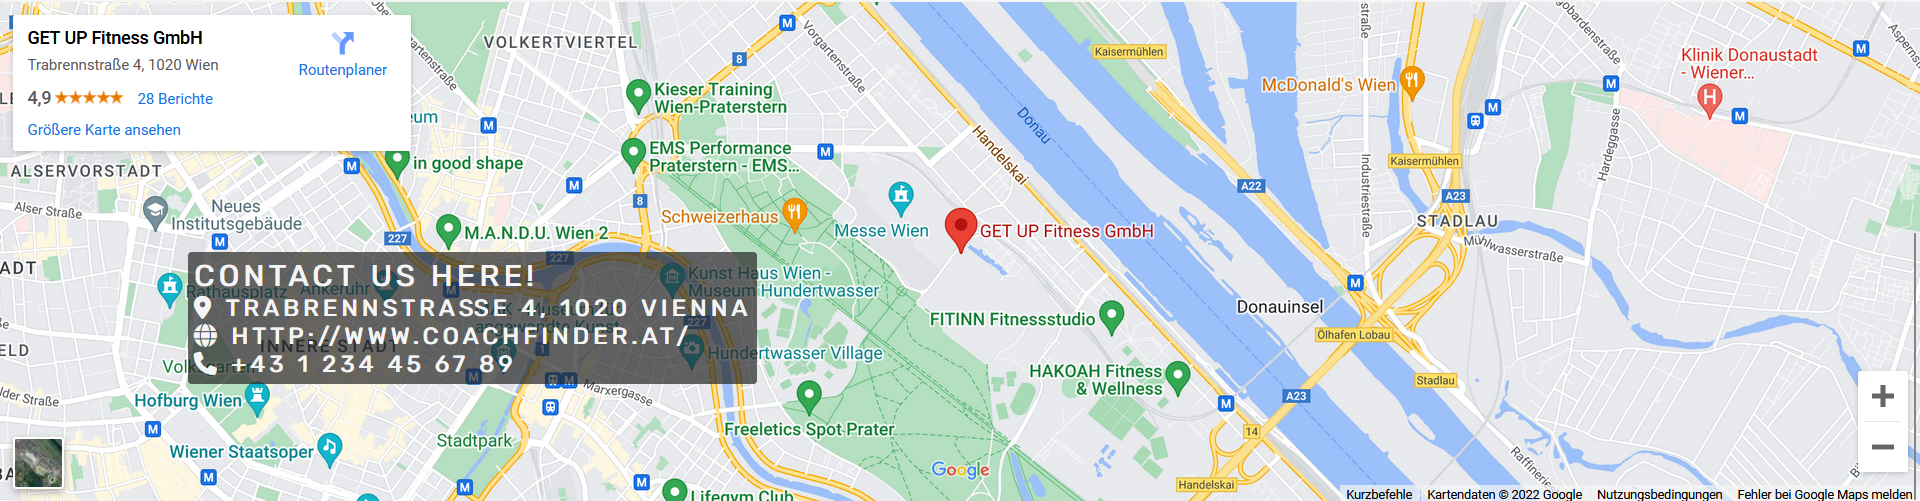 GET UP Fitness GmbH
Trabrennstraße 4, 1020 Wien
4,9
28 Berichte
Größere Karte ansehen
Routenplaner
VOLKERTVIERTEL
Vorgartenstraße
Kaisermühlen
McDonald's Wien
Klinik Donaustadt
- Wiener...
Kieser Training
Wien-Praterstern
Donau
Handelskai
EMS Performance
Praterstern - EMS...
in good shape
ALSERVORSTADT
Alser Straße
Neues
Institutsgebäude
Schweizerhaus
Messe Wien
GET UP Fitness GmbH
M.A.N.D.U. Wien 2
Industriestraße
Kaisermühlen
Hardeggasse
STADLAU
Mühlwasserstraße
8
8
227
227
227
A22
A23
A23
14
CONTACT US HERE!
TRABRENNSTRASSE 4, 1020 VIENNA
HTTP://WWW.COACHFINDER.AT/
+43 1 234 45 67 89
Rathausplatz
Ankeruhr
Kunst Haus Wien -
Museum Hundertwasser
INNERE STADT
Hundertwasser Village
FITINN Fitnessstudio
Donauinsel
Ölhafen Lobau
HAKOAH Fitness
& Wellness
Stadlau
Hofburg Wien
Marxergasse
Freeletics Spot Prater
Stadtpark
Wiener Staatsoper
Lifegym Club
Google
Handelskai
Kurzbefehle
Kartendaten © 2022 Google
Nutzungsbedingungen
Fehler bei Google Maps melden